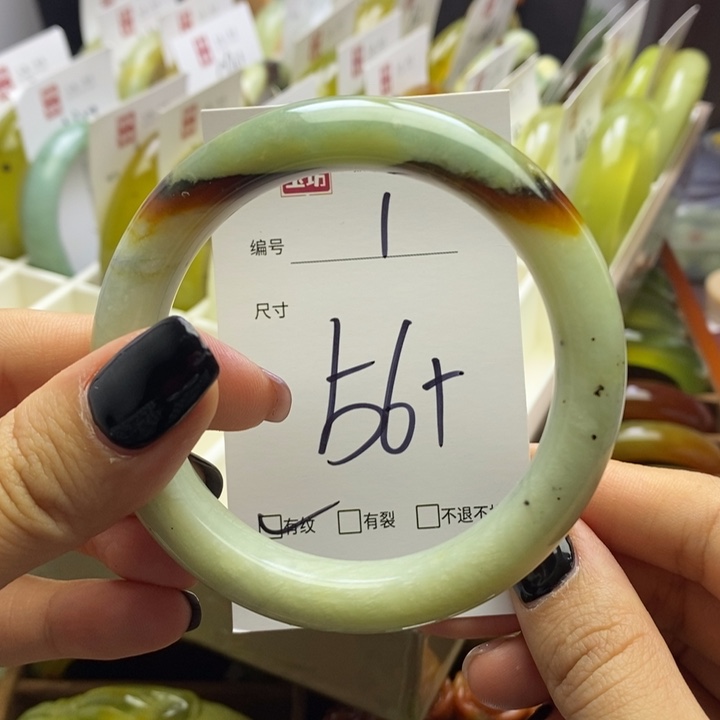 编号 1
尺寸
56+
有纹 有裂 不退不